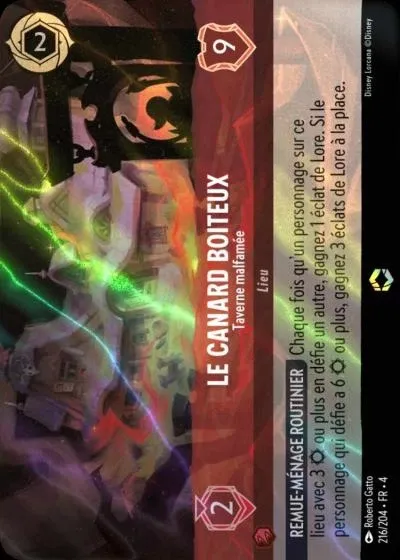 2
9
LE CANARD BOITEUX
Taverne malfamée
Lieu
2
REMUE-MÉNAGE ROUTINIER Chaque fois qu'un personnage sur ce
lieu avec 3 ou plus en défie un autre, gagnez 1 éclat de Lore. Si le
personnage qui défie a 6 ou plus, gagnez 3 éclats de Lore à la place.
Roberto Gatto
216/204 • FR • 4
Disney Lorcana ©Disney